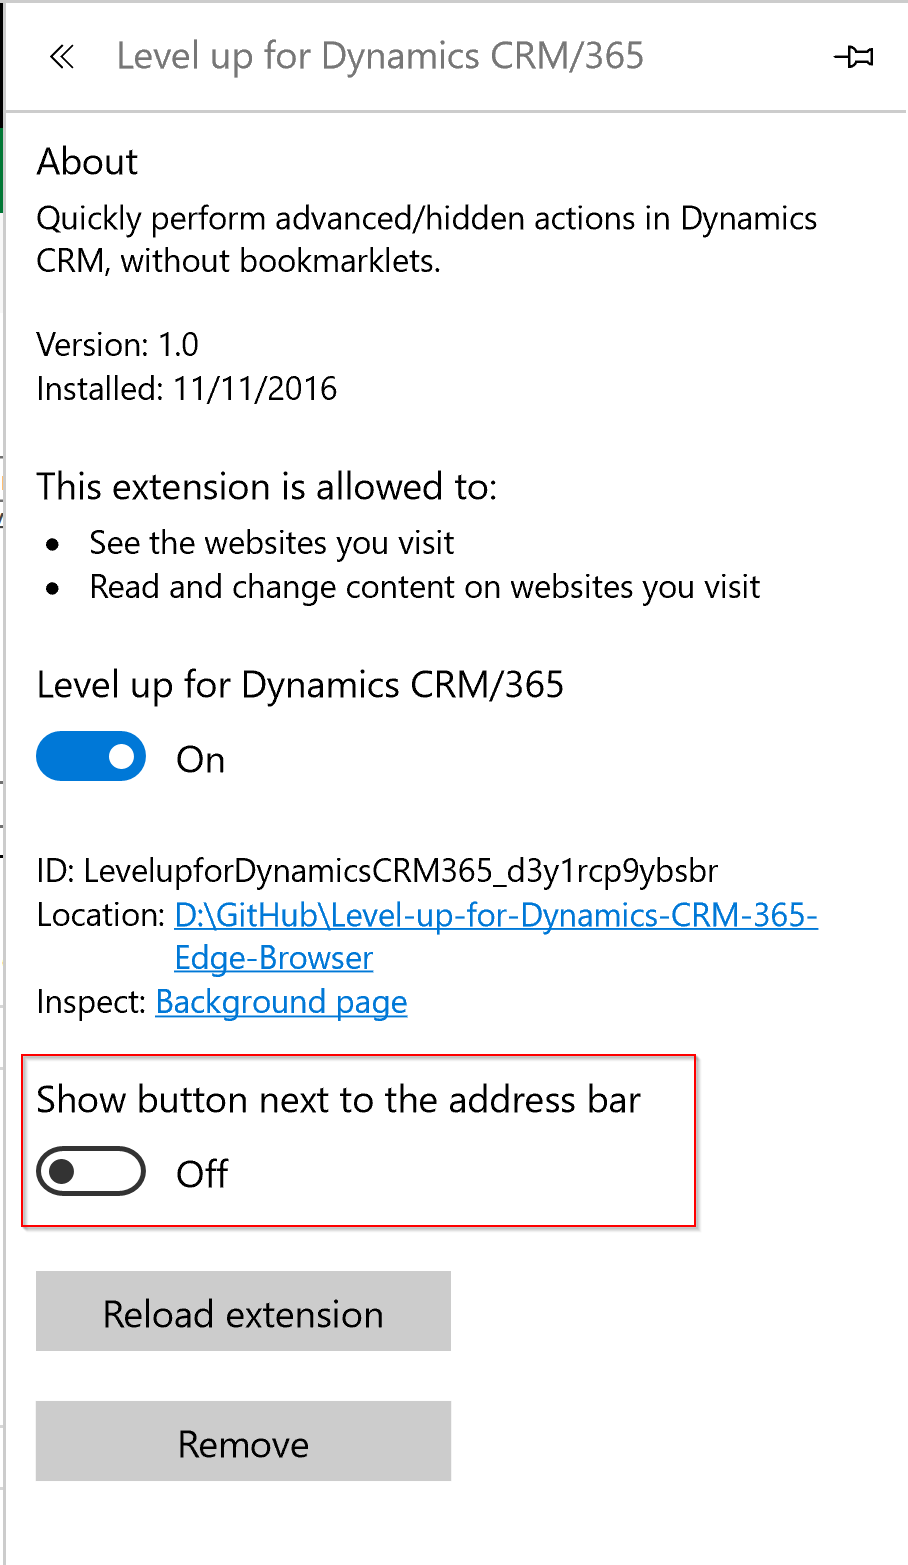 Level up for Dynamics CRM/365
About
Quickly perform advanced/hidden actions in Dynamics
CRM, without bookmarklets.
Version: 1.0
Installed: 11/11/2016
This extension is allowed to:
• See the websites you visit
• Read and change content on websites you visit
Level up for Dynamics CRM/365
On
ID: LevelupforDynamicsCRM365_d3y1rcp9ybsbr
Location: D:\GitHub\Level-up-for-Dynamics-CRM-365-
Edge-Browser
Inspect: Background page
Show button next to the address bar
Off
Reload extension
Remove